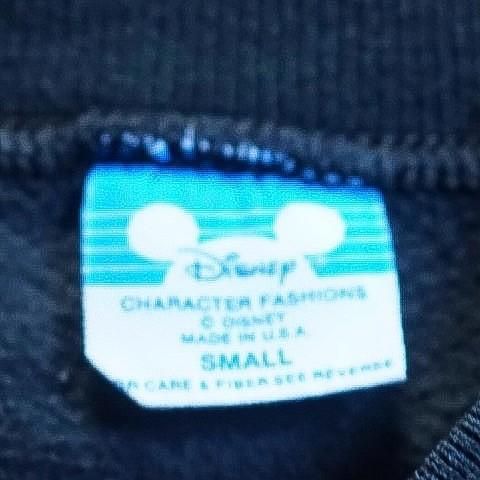 Disney
CHARACTER FASHIONS
© DISNEY
MADE IN U.S.A.
SMALL
CARE & FIBER SEE REVERSE